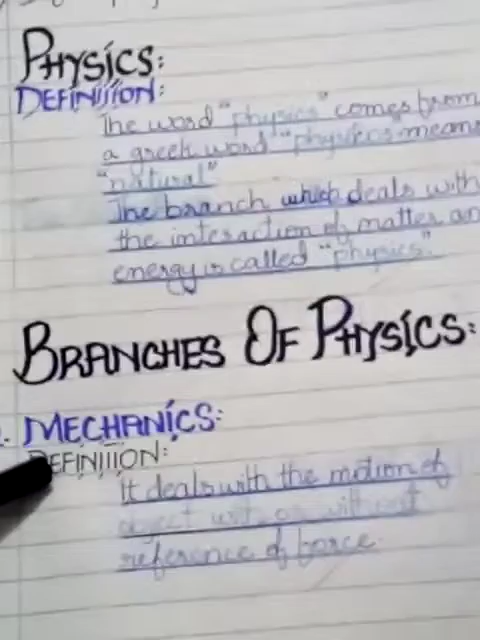 PHYSICS:
DEFINITION:
The word "physics" comes from
a greek word "physicos means
"natural"
The branch which deals with
the interaction of matter an
energy is called "physics".
BRANCHES OF PHYSICS:
. MECHANICS:
DEFINITION:
It deals with the motion of
object with or without
reference of force.